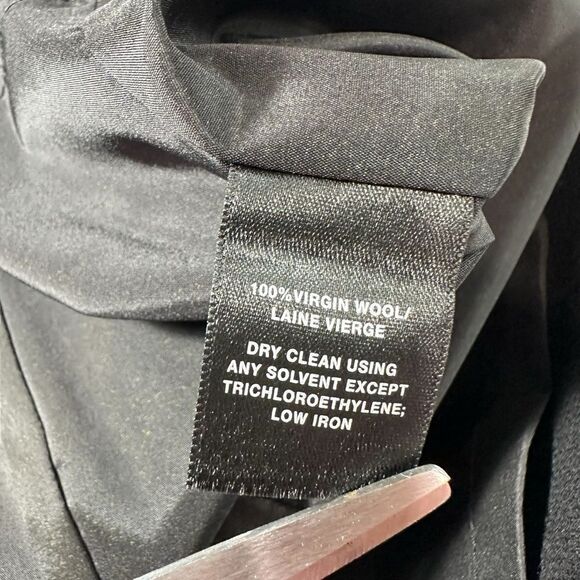 100%VIRGIN WOOL/
LAINE VIERGE
DRY CLEAN USING
ANY SOLVENT EXCEPT
TRICHLOROETHYLENE;
LOW IRON